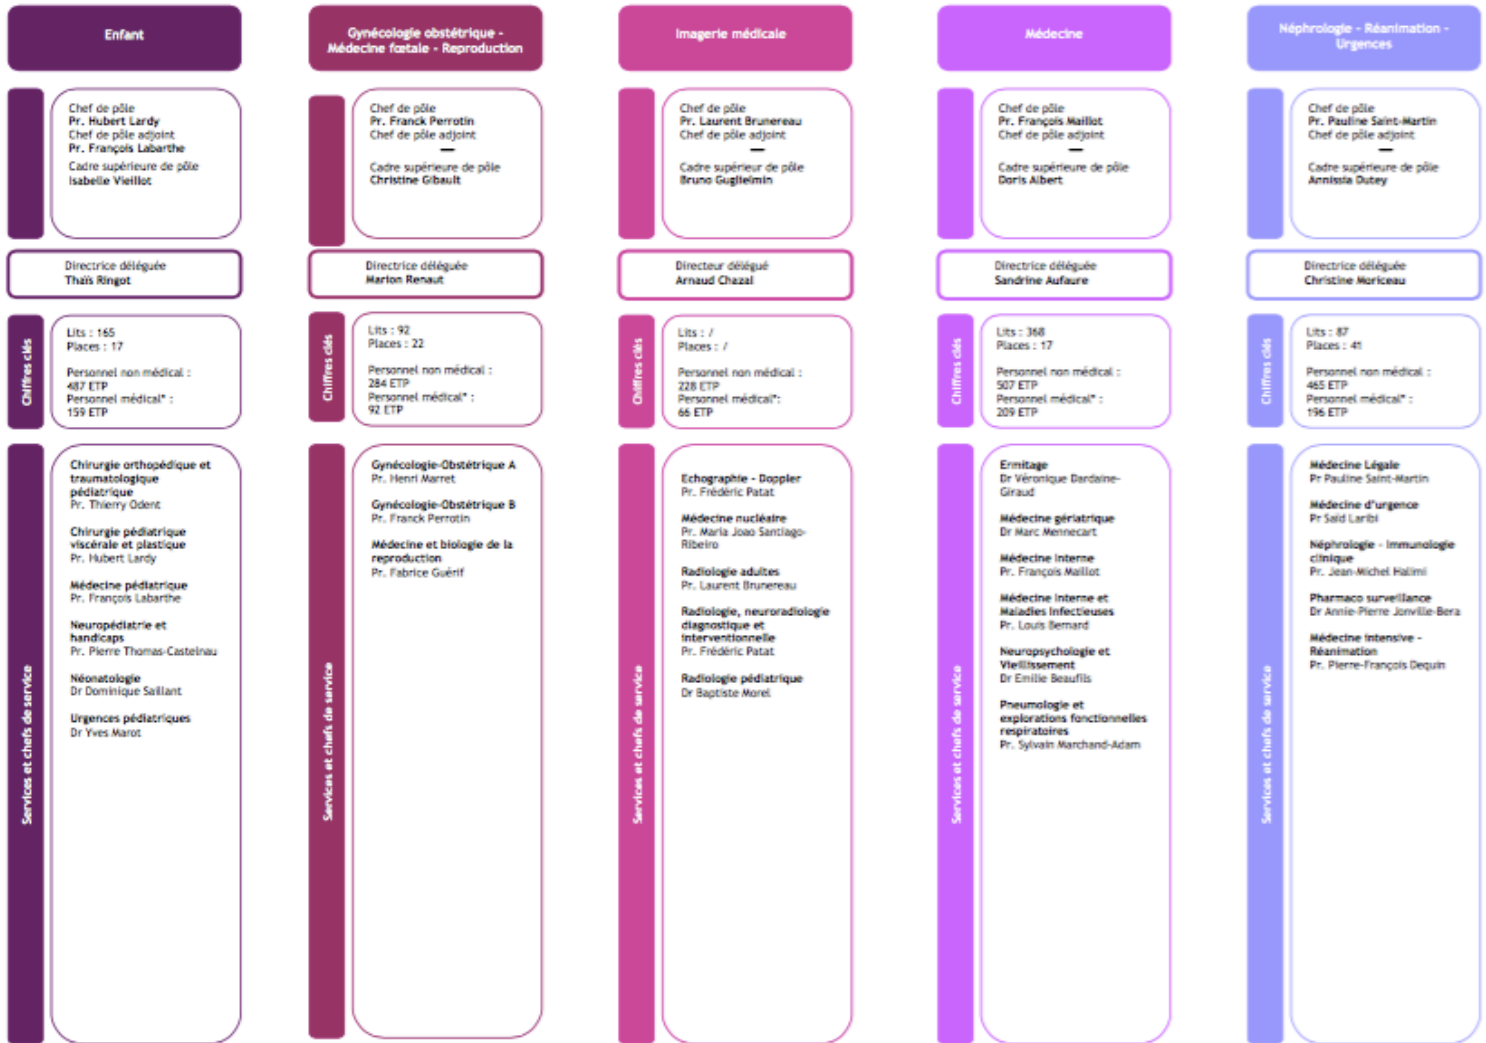 Enfant
Chef de pôle
Pr. Hubert Lardy
Chef de pôle adjoint
Pr. François Labarthe
Cadre supérieure de pôle
Isabelle Vieillot
Directrice déléguée
Thaïs Ringot
Chiffres clés
Lits : 165
Places : 17
Personnel non médical :
487 ETP
Personnel médical* :
159 ETP
Services et chefs de service
Chirurgie orthopédique et
traumatologique
pédiatrique
Pr. Thierry Odent
Chirurgie pédiatrique
viscérale et plastique
Pr. Hubert Lardy
Médecine pédiatrique
Pr. François Labarthe
Neuropédiatrie et
handicaps
Pr. Pierre Thomas-Castelnau
Néonatologie
Dr Dominique Saillant
Urgences pédiatriques
Dr Yves Marot
Gynécologie obstétrique -
Médecine fœtale - Reproduction
Chef de pôle
Pr. Franck Perrotin
Chef de pôle adjoint
—
Cadre supérieure de pôle
Christine Gibault
Directrice déléguée
Marion Renaut
Chiffres clés
Lits : 92
Places : 22
Personnel non médical :
284 ETP
Personnel médical* :
92 ETP
Services et chefs de service
Gynécologie-Obstétrique A
Pr. Henri Marret
Gynécologie-Obstétrique B
Pr. Franck Perrotin
Médecine et biologie de la
reproduction
Pr. Fabrice Guérif
Imagerie médicale
Chef de pôle
Pr. Laurent Brunereau
Chef de pôle adjoint
—
Cadre supérieur de pôle
Bruno Guglielmin
Directeur délégué
Arnaud Chazal
Chiffres clés
Lits : /
Places : /
Personnel non médical :
228 ETP
Personnel médical*:
66 ETP
Services et chefs de service
Echographie - Doppler
Pr. Frédéric Patat
Médecine nucléaire
Pr. Maria Joao Santiago-
Ribeiro
Radiologie adultes
Pr. Laurent Brunereau
Radiologie, neuroradiologie
diagnostique et
interventionnelle
Pr. Frédéric Patat
Radiologie pédiatrique
Dr Baptiste Morel
Médecine
Chef de pôle
Pr. François Maillot
Chef de pôle adjoint
—
Cadre supérieure de pôle
Doris Albert
Directrice déléguée
Sandrine Aufaure
Chiffres clés
Lits : 368
Places : 17
Personnel non médical :
507 ETP
Personnel médical* :
209 ETP
Services et chefs de service
Ermitage
Dr Véronique Dardaine-
Giraud
Médecine gériatrique
Dr Marc Mennecart
Médecine Interne
Pr. François Maillot
Médecine Interne et
Maladies Infectieuses
Pr. Louis Bernard
Neuropsychologie et
Vieillissement
Dr Emilie Beaufils
Pneumologie et
explorations fonctionnelles
respiratoires
Pr. Sylvain Marchand-Adam
Néphrologie - Réanimation -
Urgences
Chef de pôle
Pr. Pauline Saint-Martin
Chef de pôle adjoint
—
Cadre supérieure de pôle
Annissia Dutey
Directrice déléguée
Christine Moriceau
Chiffres clés
Lits : 87
Places : 41
Personnel non médical :
465 ETP
Personnel médical* :
196 ETP
Services et chefs de service
Médecine Légale
Pr Pauline Saint-Martin
Médecine d'urgence
Pr Saïd Laribi
Néphrologie - Immunologie
clinique
Pr. Jean-Michel Halimi
Pharmaco surveillance
Dr Annie-Pierre Jonville-Bera
Médecine intensive -
Réanimation
Pr. Pierre-François Dequin